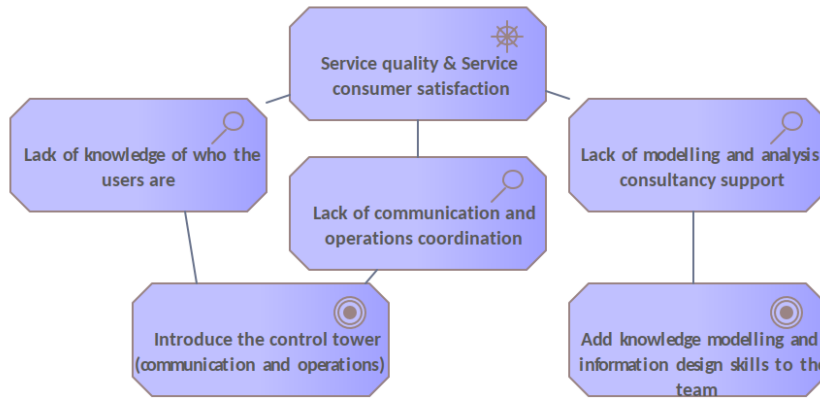 Service quality & Service
consumer satisfaction
Lack of knowledge of who the
users are
Lack of modelling and analysis
consultancy support
Lack of communication and
operations coordination
Introduce the control tower
(communication and operations)
Add knowledge modelling and
information design skills to the
team